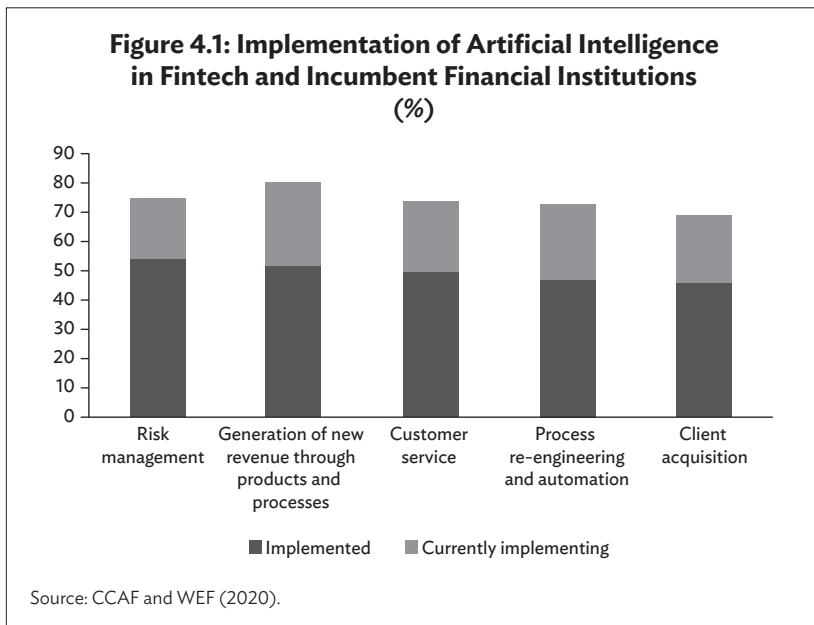 Figure 4.1: Implementation of Artificial Intelligence
in Fintech and Incumbent Financial Institutions
(%)
90
80
70
60
50
40
30
20
10
0
Risk
management
Generation of new
revenue through
products and
processes
Customer
service
Process
re-engineering
and automation
Client
acquisition
Implemented
Currently implementing
Source: CCAF and WEF (2020).